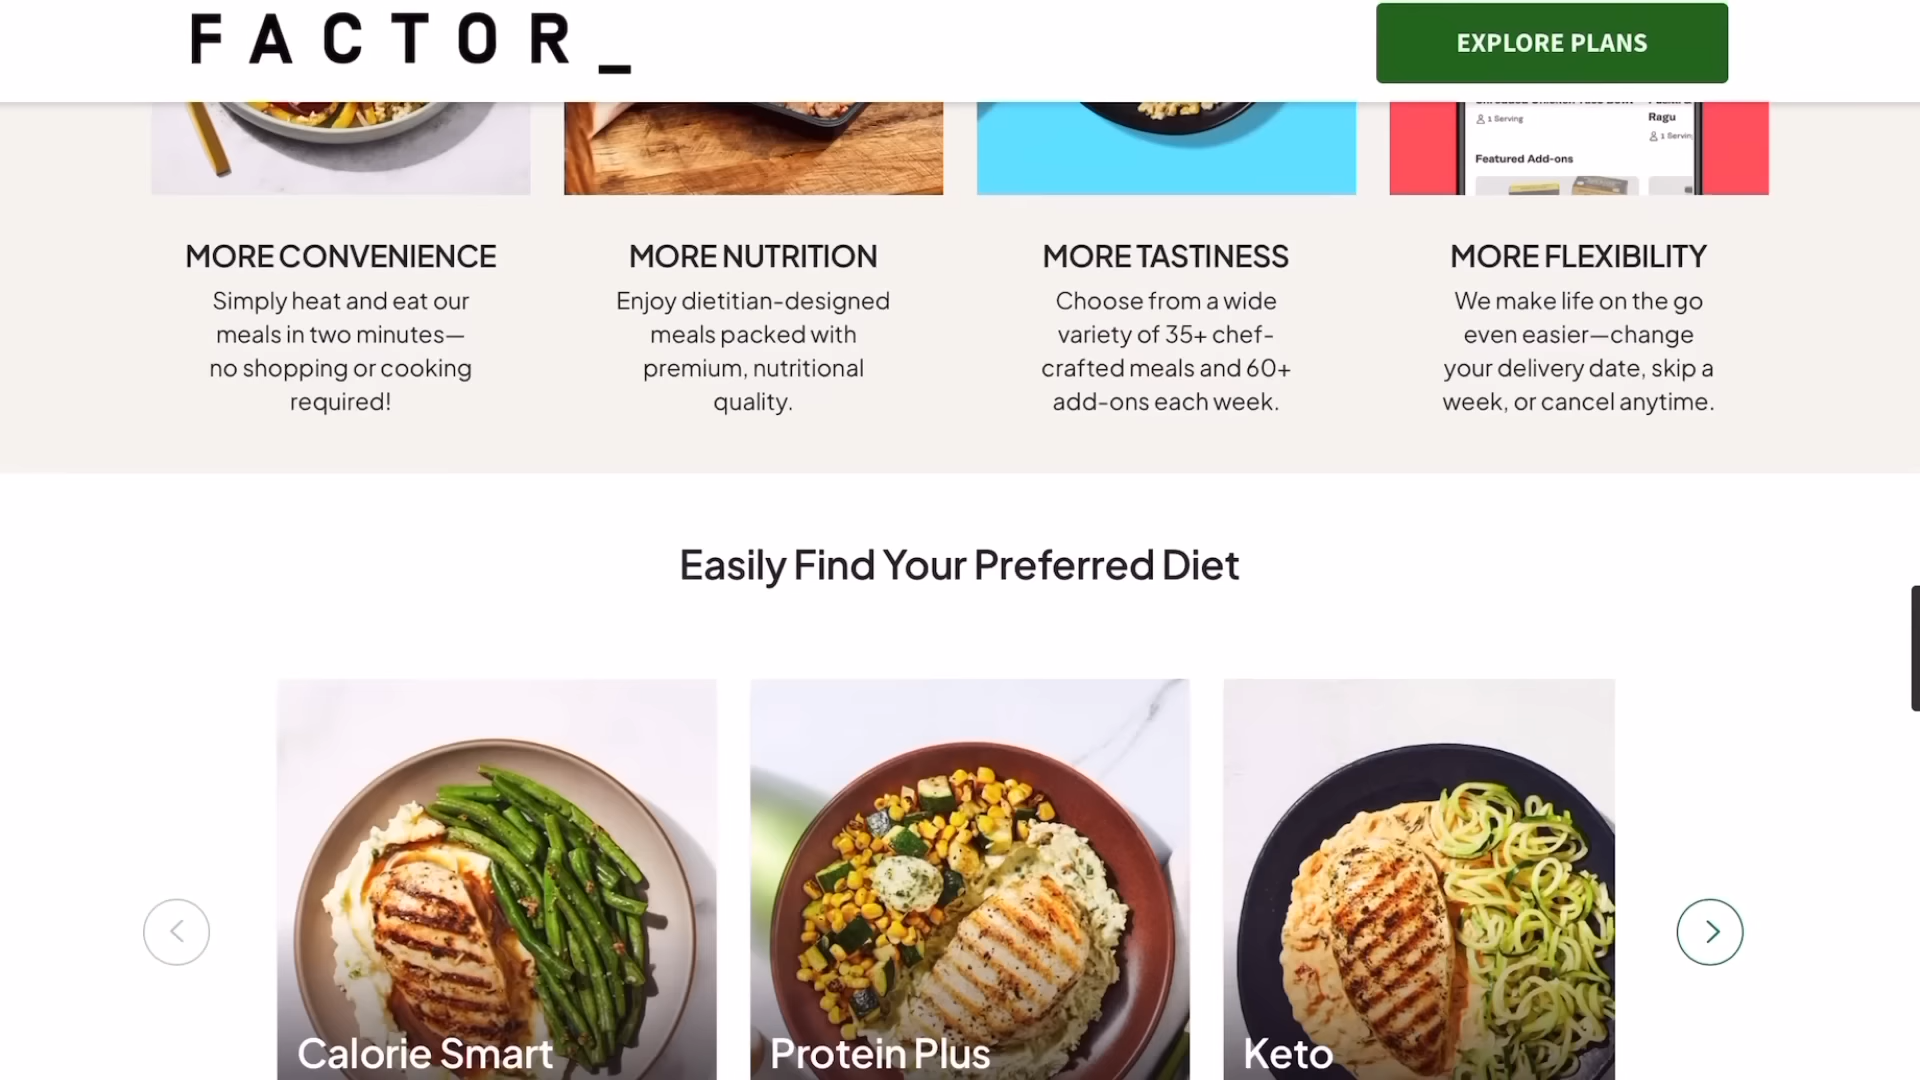 FACTOR_
EXPLORE PLANS
Ragu
1 Serving
Featured Add-ons
MORE CONVENIENCE
Simply heat and eat our
meals in two minutes—
no shopping or cooking
required!
MORE NUTRITION
Enjoy dietitian-designed
meals packed with
premium, nutritional
quality.
MORE TASTINESS
Choose from a wide
variety of 35+ chef-
crafted meals and 60+
add-ons each week.
MORE FLEXIBILITY
We make life on the go
even easier—change
your delivery date, skip a
week, or cancel anytime.
Easily Find Your Preferred Diet
Calorie Smart
Protein Plus
Keto